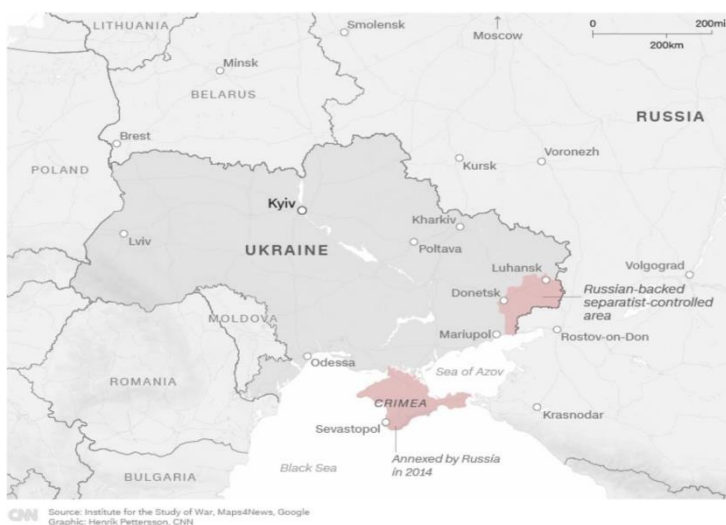 LITHUANIA
Smolensk
Moscow
0
200mi
200km
Minsk
BELARUS
RUSSIA
Brest
POLAND
Kursk
Voronezh
Kyiv
Lviv
UKRAINE
Kharkiv
Poltava
Luhansk
Volgograd
Donetsk
Russian-backed
separatist-controlled
area
MOLDOVA
Mariupol
Rostov-on-Don
Odessa
Sea of Azov
ROMANIA
CRIMEA
Krasnodar
Sevastopol
Black Sea
Annexed by Russia
in 2014
BULGARIA
CNN
Source: Institute for the Study of War, Maps4News, Google
Graphic: Henrik Pettersson, CNN